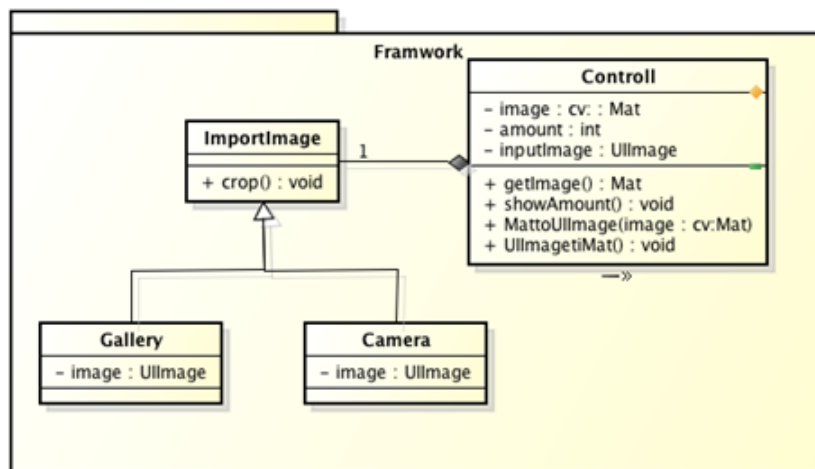 Framwork
Controll
- image : cv: : Mat
- amount : int
- inputImage : UIImage
+ getImage() : Mat
+ showAmount() : void
+ MattoUIImage(image : cv:Mat)
+ UIImagetiMat() : void
ImportImage
+ crop() : void
1
Gallery
- image : UIImage
Camera
- image : UIImage